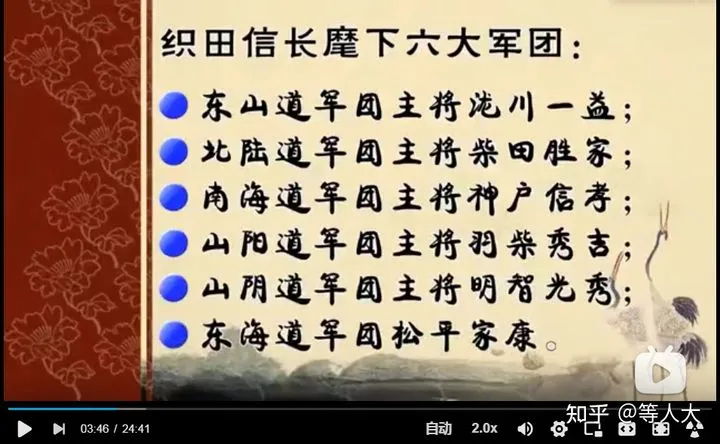 织田信长麾下六大军团：
东山道军团主将泷川一益；
北陆道军团主将柴田胜家；
南海道军团主将神户信孝；
山阳道军团主将羽柴秀吉；
山阴道军团主将明智光秀；
东海道军团松平家康。
03:46 / 24:41
自动
2.0x
知乎 @等人大